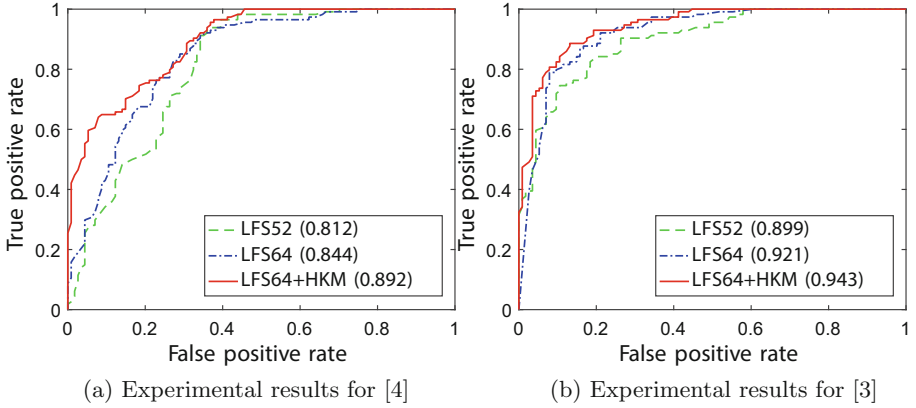 1
0.8
0.6
0.4
0.2
0
True positive rate
LFS52 (0.812)
LFS64 (0.844)
LFS64+HKM (0.892)
0 0.2 0.4 0.6 0.8 1
False positive rate
(a) Experimental results for [4]
1
0.8
0.6
0.4
0.2
0
True positive rate
LFS52 (0.899)
LFS64 (0.921)
LFS64+HKM (0.943)
0 0.2 0.4 0.6 0.8 1
False positive rate
(b) Experimental results for [3]